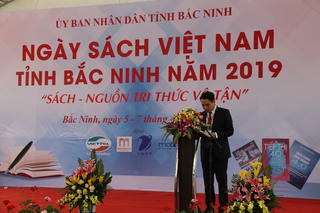 ỦY BAN NHÂN DÂN TỈNH BẮC NINH
NGÀY SÁCH VIỆT NAM
TỈNH BẮC NINH NĂM 2019
"SÁCH - NGUỒN TRI THỨC VÔ TẬN"
Bắc Ninh, ngày 5 - 7 tháng
VIETTEL